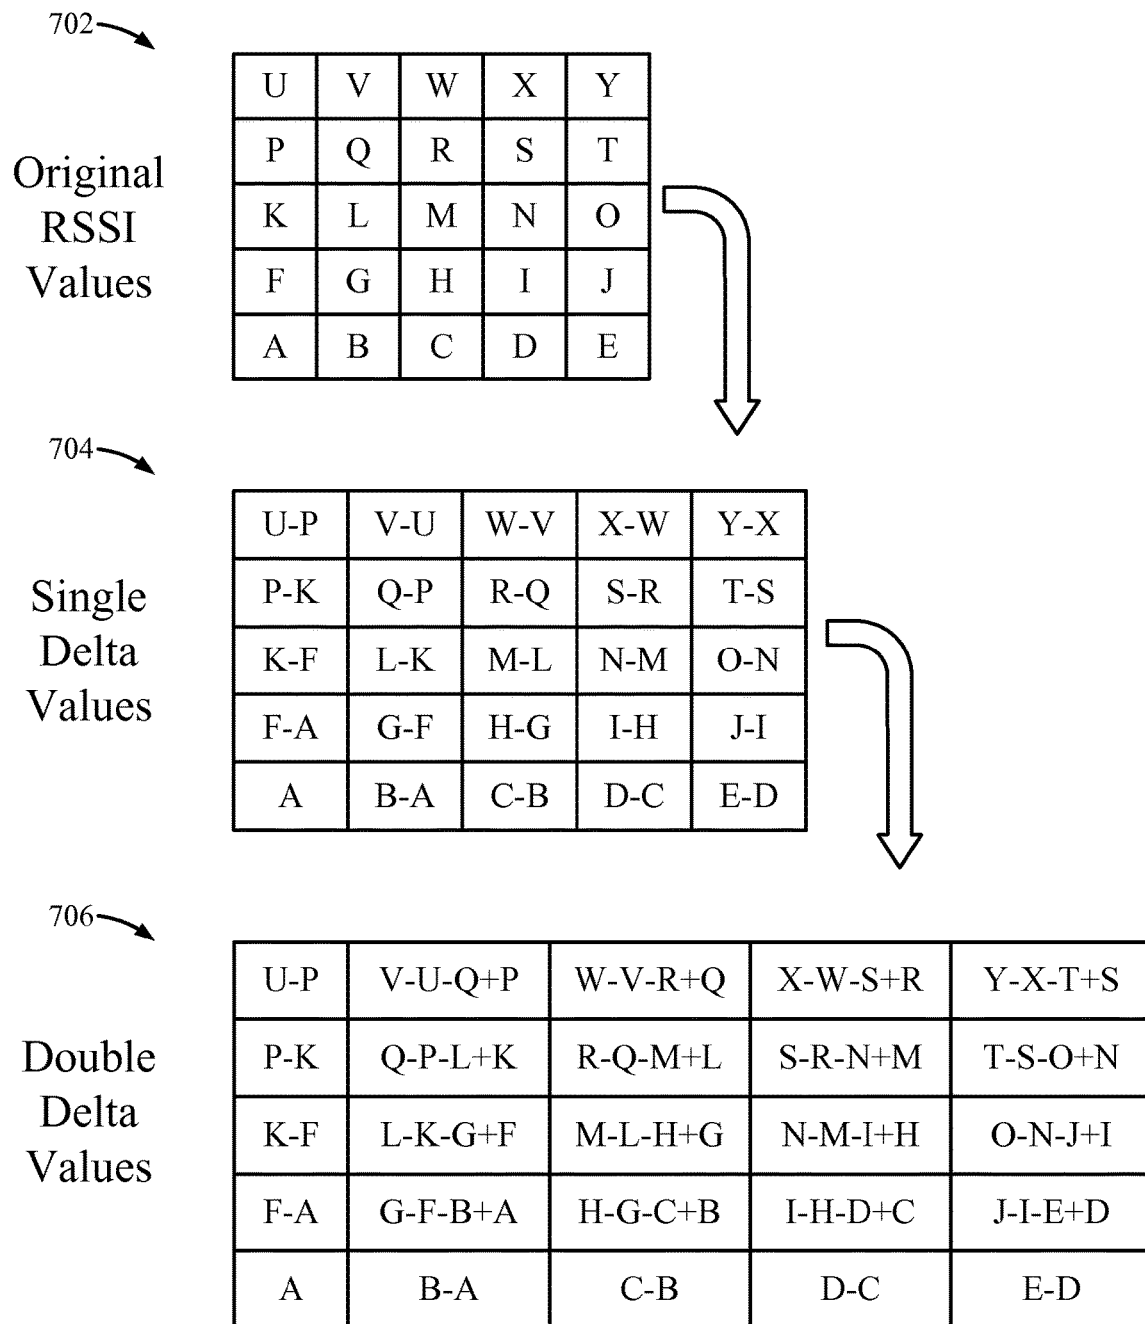 702
Original
RSSI
Values
U V W X Y
P Q R S T
K L M N O
F G H I J
A B C D E
704
Single
Delta
Values
U-P V-U W-V X-W Y-X
P-K Q-P R-Q S-R T-S
K-F L-K M-L N-M O-N
F-A G-F H-G I-H J-I
A B-A C-B D-C E-D
706
Double
Delta
Values
U-P V-U-Q+P W-V-R+Q X-W-S+R Y-X-T+S
P-K Q-P-L+K R-Q-M+L S-R-N+M T-S-O+N
K-F L-K-G+F M-L-H+G N-M-I+H O-N-J+I
F-A G-F-B+A H-G-C+B I-H-D+C J-I-E+D
A B-A C-B D-C E-D